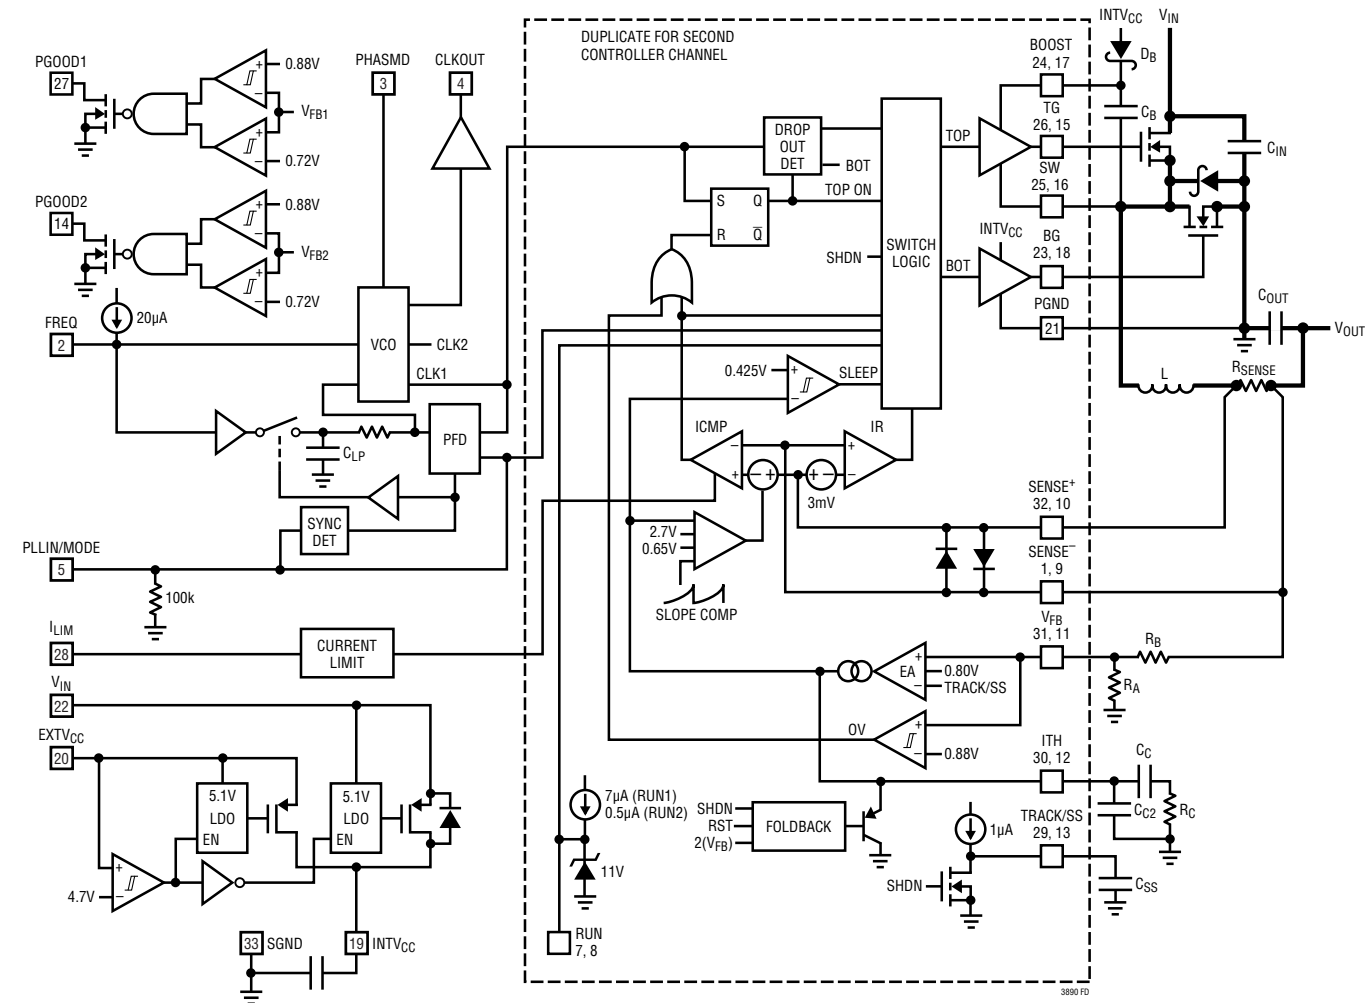 DUPLICATE FOR SECOND
CONTROLLER CHANNEL
PGOOD1
27
0.88V
VFB1
0.72V
PHASMD
3
CLKOUT
4
PGOOD2
14
0.88V
VFB2
0.72V
FREQ
2
20µA
VCO
CLK2
CLK1
CLP
PFD
SYNC
DET
PLLIN/MODE
5
100k
ILIM
28
CURRENT
LIMIT
VIN
22
EXTVCC
20
5.1V
LDO
EN
5.1V
LDO
EN
4.7V
+
−
33
SGND
19
INTVCC
DROP
OUT
DET
BOT
TOP ON
S
Q
R
Q̅
SHDN
SWITCH
LOGIC
TOP
BOT
INTVCC
0.425V
SLEEP
ICMP
IR
3mV
2.7V
0.65V
SLOPE COMP
EA
0.80V
TRACK/SS
OV
0.88V
7µA (RUN1)
0.5µA (RUN2)
11V
RUN
7, 8
SHDN
RST
2(VFB)
FOLDBACK
1µA
SHDN
INTVCC
VIN
DB
BOOST
24, 17
CB
TG
26, 15
CIN
SW
25, 16
BG
23, 18
PGND
21
COUT
VOUT
L
RSENSE
SENSE+
32, 10
SENSE−
1, 9
VFB
31, 11
RB
RA
ITH
30, 12
CC
CC2
RC
TRACK/SS
29, 13
CSS
3890 FD